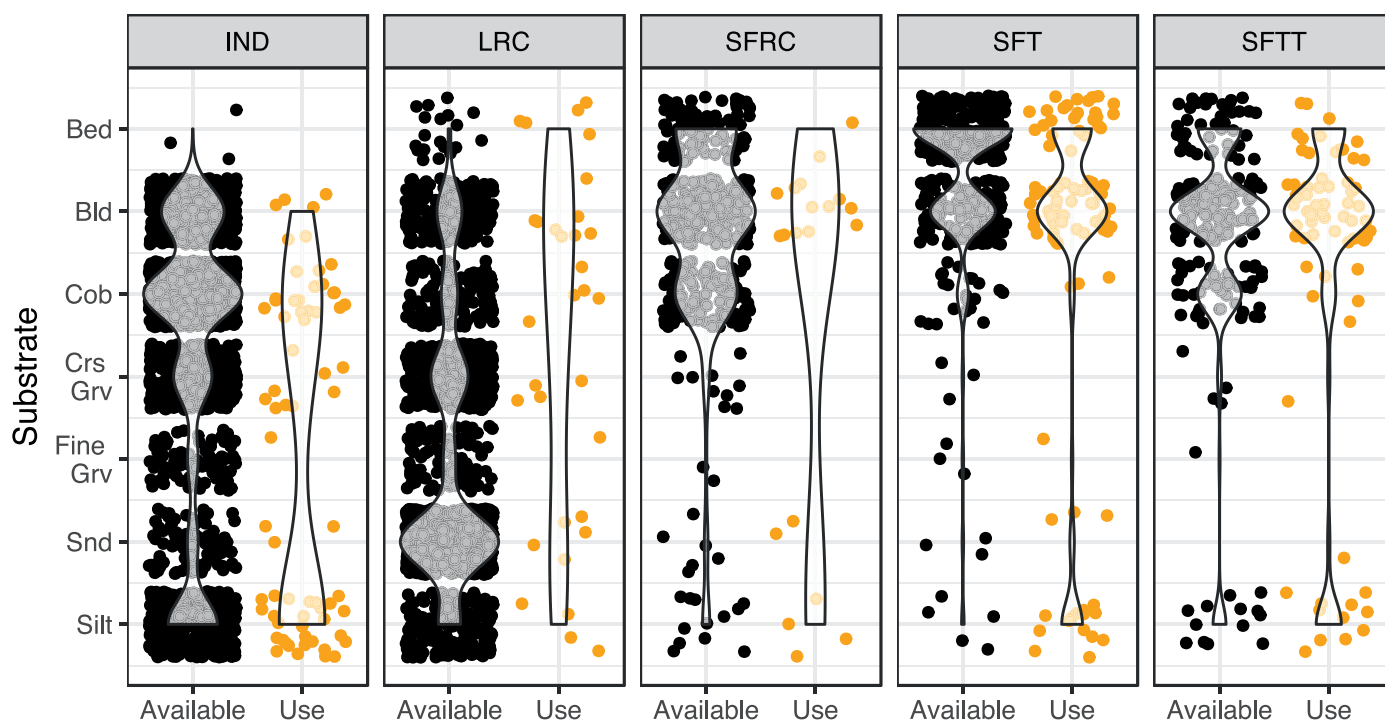 IND LRC SFRC SFT SFTT
Substrate
Bed
Bld
Cob
Crs
Grv
Fine
Grv
Snd
Silt
Available Use Available Use Available Use Available Use Available Use